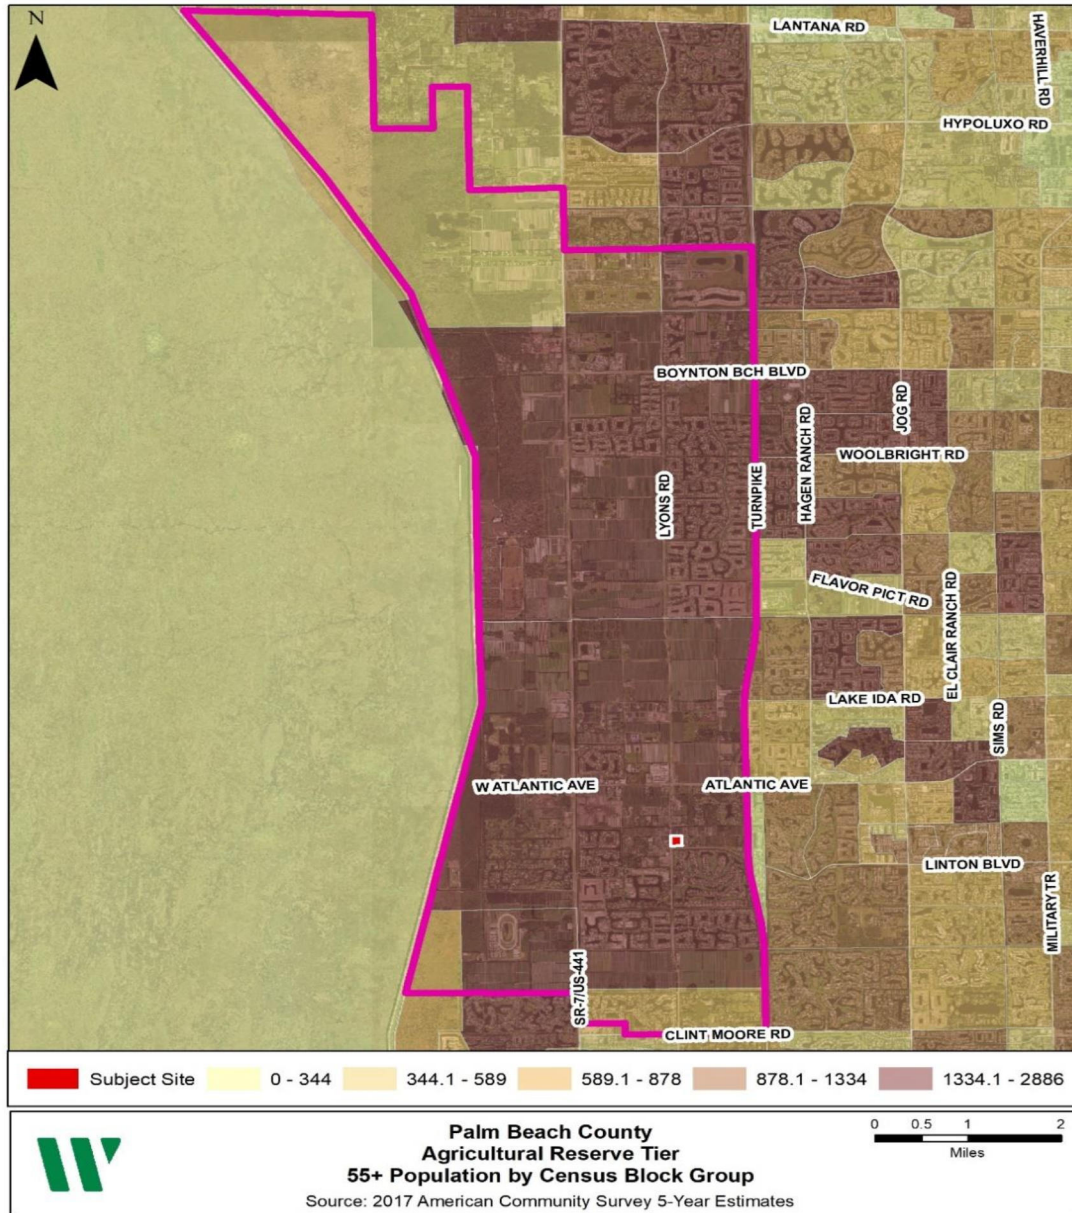 N
LANTANA RD
HAVERHILL RD
HYPOLUXO RD
BOYNTON BCH BLVD
JOG RD
HAGEN RANCH RD
WOOLBRIGHT RD
LYONS RD
TURNPIKE
FLAVOR PICT RD
EL CLAIR RANCH RD
LAKE IDA RD
SIMS RD
W ATLANTIC AVE
ATLANTIC AVE
LINTON BLVD
MILITARY TR
SR-7/US-441
CLINT MOORE RD
Subject Site 0 - 344 344.1 - 589 589.1 - 878 878.1 - 1334 1334.1 - 2886
W
Palm Beach County
Agricultural Reserve Tier
55+ Population by Census Block Group
Source: 2017 American Community Survey 5-Year Estimates
0 0.5 1 2
Miles